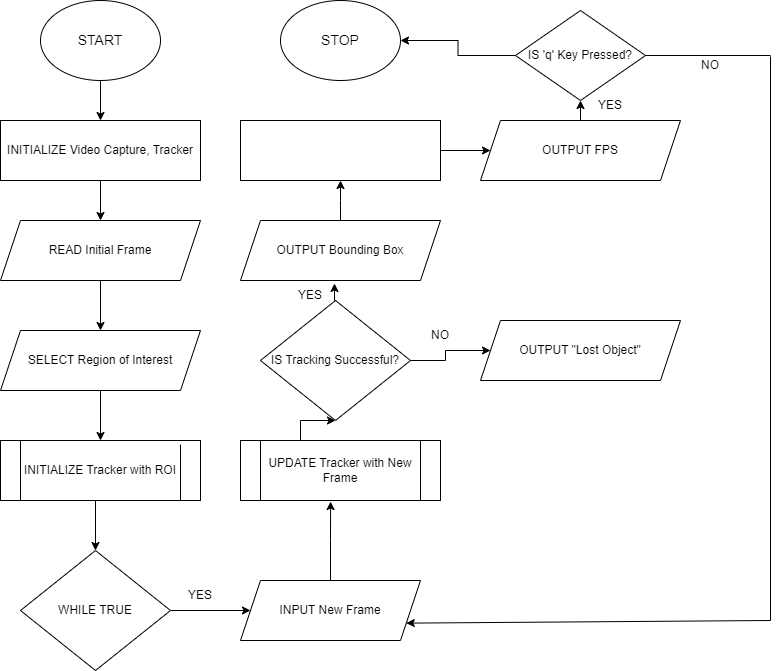 START
STOP
IS 'q' Key Pressed?
NO
YES
INITIALIZE Video Capture, Tracker
OUTPUT FPS
READ Initial Frame
OUTPUT Bounding Box
YES
NO
SELECT Region of Interest
IS Tracking Successful?
OUTPUT "Lost Object"
INITIALIZE Tracker with ROI
UPDATE Tracker with New
Frame
WHILE TRUE
YES
INPUT New Frame